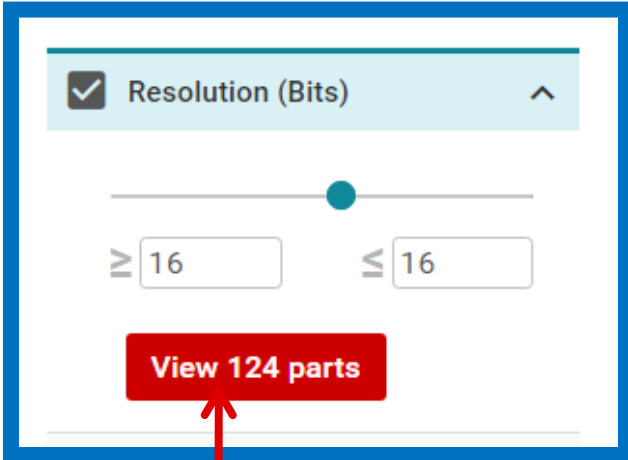 Resolution (Bits)
≥ 16 ≤ 16
View 124 parts